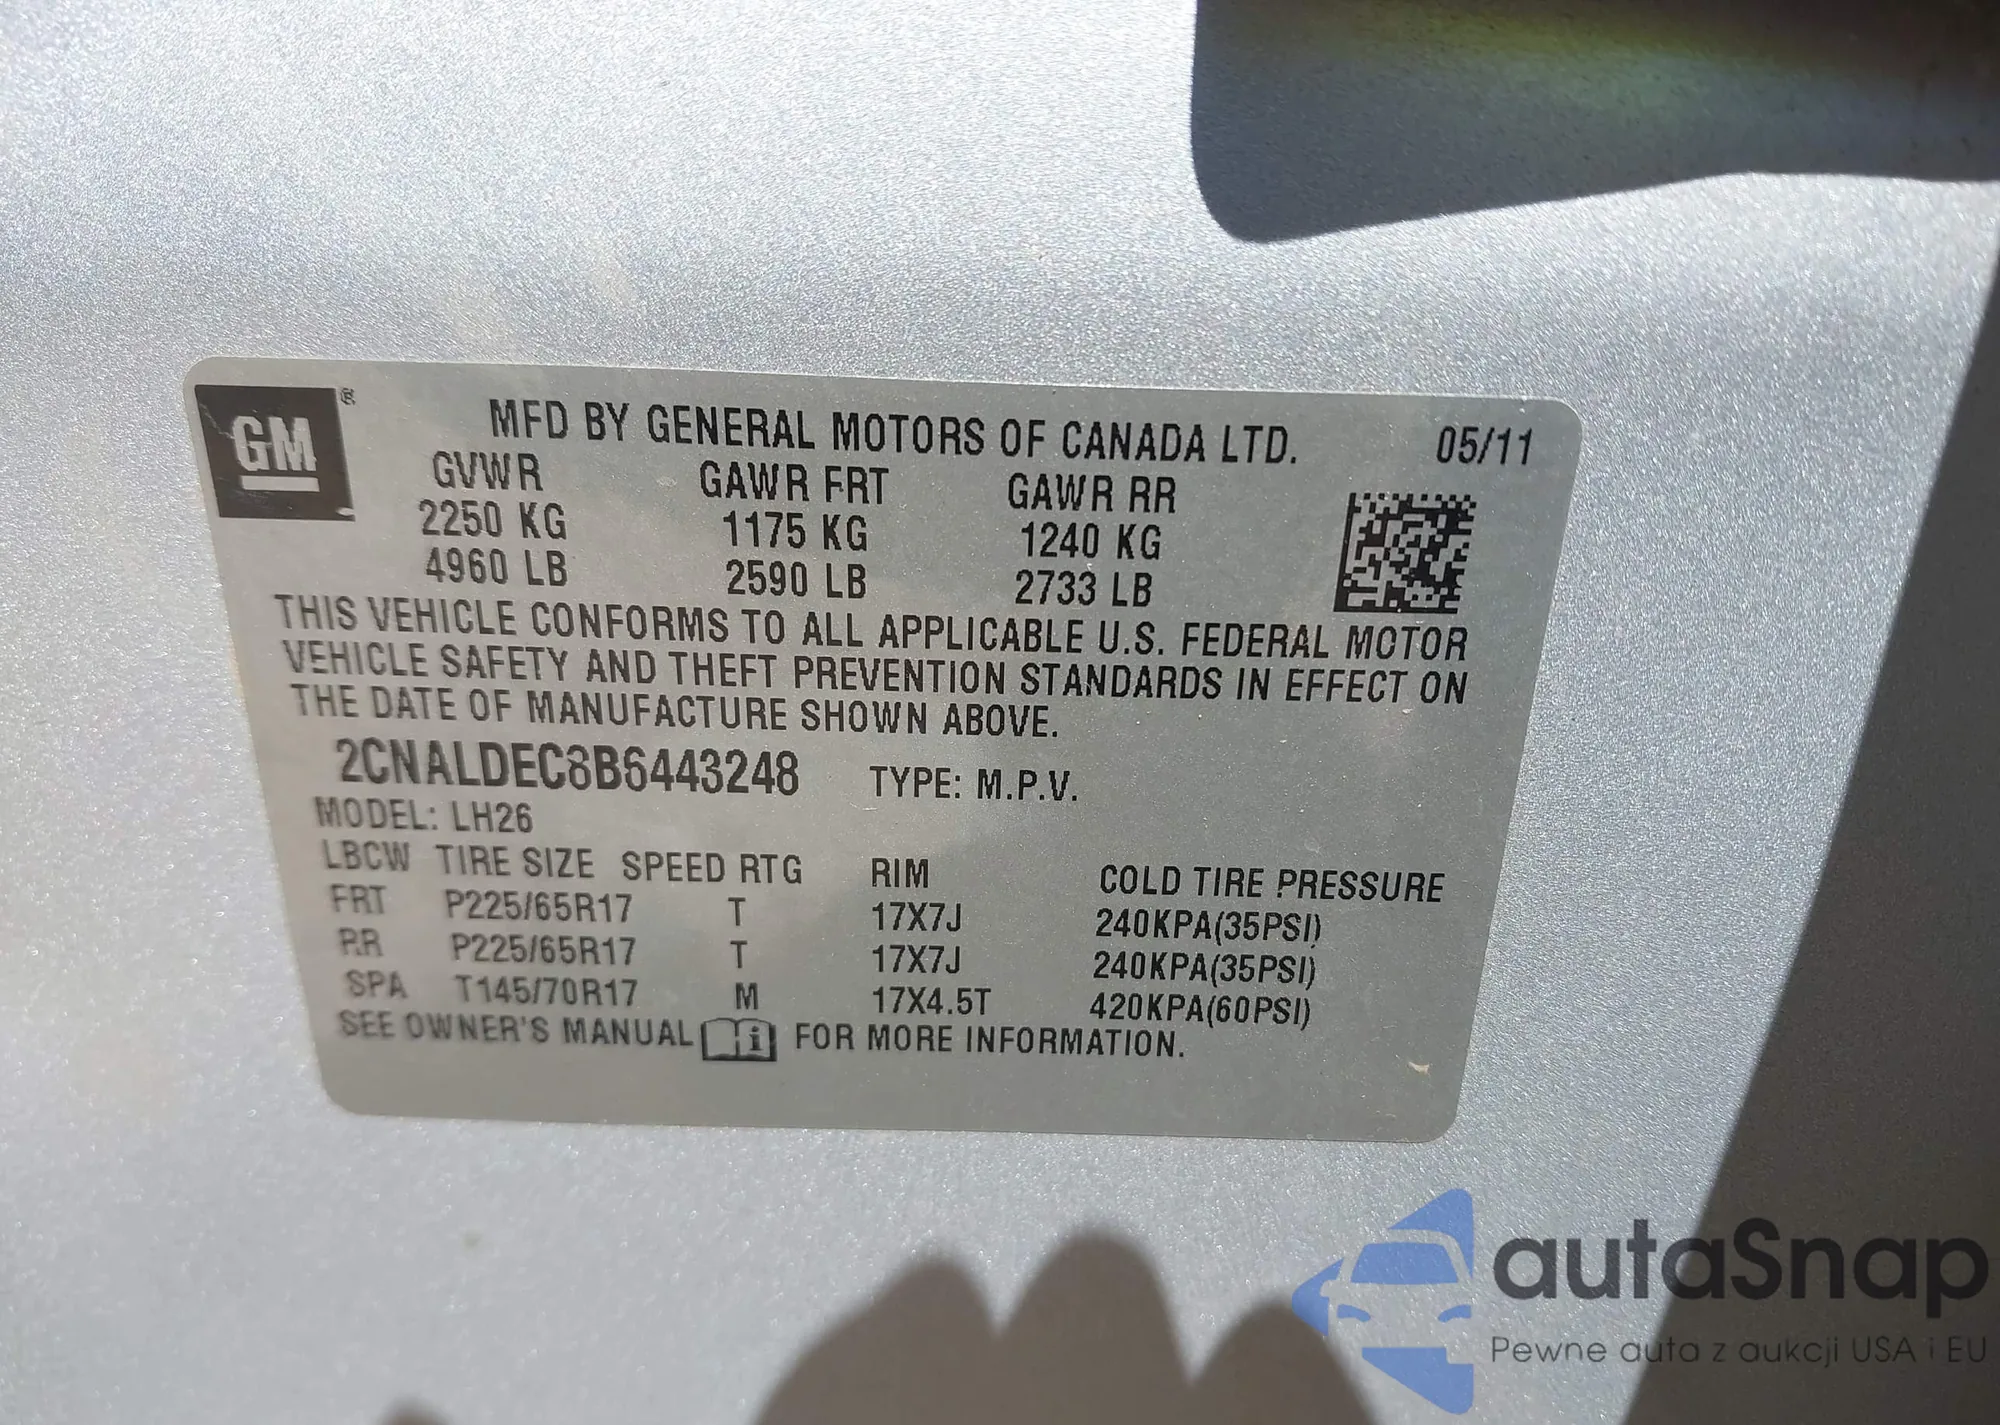 GM®
MFD BY GENERAL MOTORS OF CANADA LTD. 05/11
GVWR GAWR FRT GAWR RR
2250 KG 1175 KG 1240 KG
4960 LB 2590 LB 2733 LB
THIS VEHICLE CONFORMS TO ALL APPLICABLE U.S. FEDERAL MOTOR
VEHICLE SAFETY AND THEFT PREVENTION STANDARDS IN EFFECT ON
THE DATE OF MANUFACTURE SHOWN ABOVE.
2CNALDEC8B6443248 TYPE: M.P.V.
MODEL: LH26
LBCW TIRE SIZE SPEED RTG RIM COLD TIRE PRESSURE
FRT P225/65R17 T 17X7J 240KPA(35PSI)
RR P225/65R17 T 17X7J 240KPA(35PSI)
SPA T145/70R17 M 17X4.5T 420KPA(60PSI)
SEE OWNER'S MANUAL i FOR MORE INFORMATION.
autaSnap
Pewne auta z aukcji USA i EU